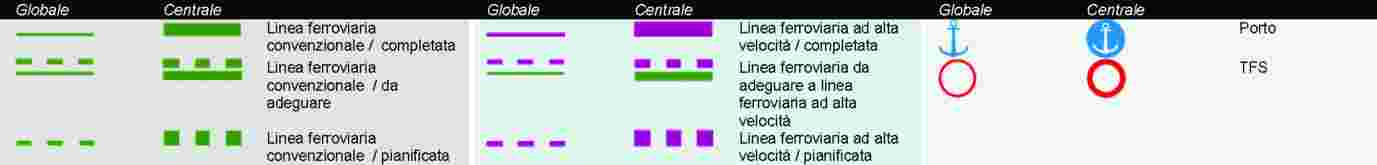 Globale Centrale Globale Centrale Globale Centrale
Linea ferroviaria
convenzionale / completata
Linea ferroviaria
convenzionale / da
adeguare
Linea ferroviaria
convenzionale / pianificata
Linea ferroviaria ad alta
velocità / completata
Linea ferroviaria da
adeguare a linea
ferroviaria ad alta
velocità
Linea ferroviaria ad alta
velocità / pianificata
Porto
TFS